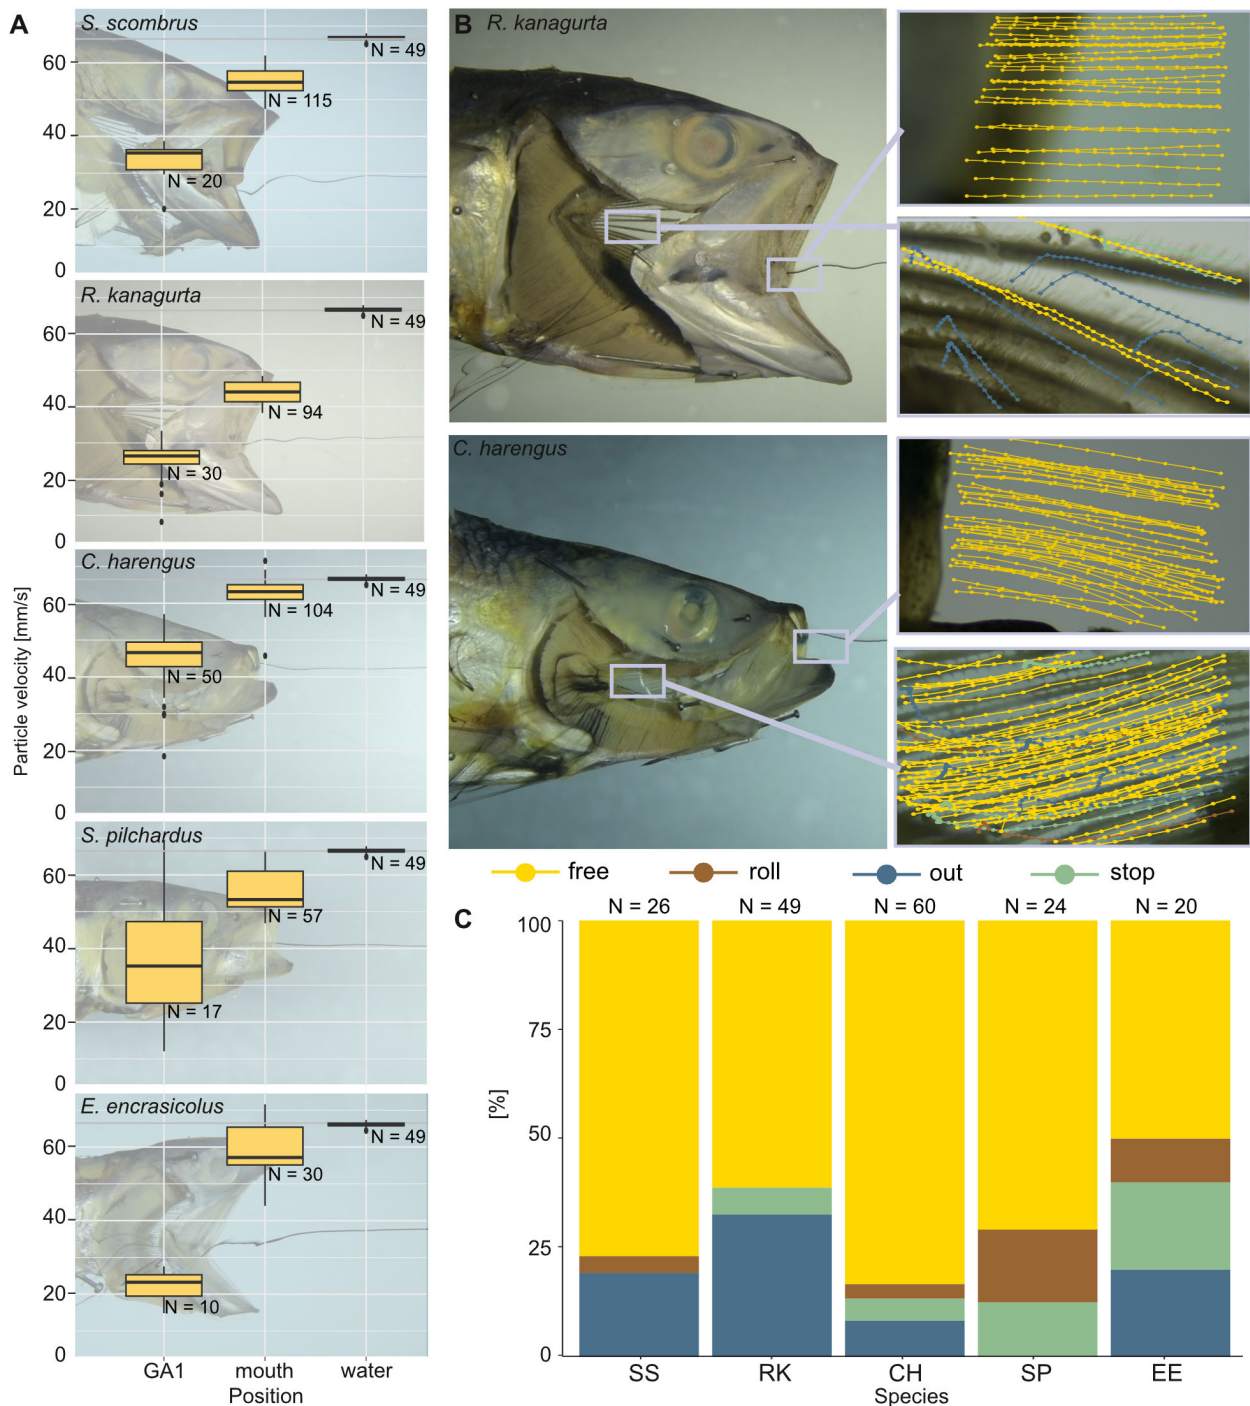 A
Particle velocity [mm/s]
S. scombrus
60
40
20
0
N = 20
N = 115
N = 49
R. kanagurta
60
40
20
0
N = 30
N = 94
N = 49
C. harengus
60
40
20
0
N = 50
N = 104
N = 49
S. pilchardus
60
40
20
0
N = 17
N = 57
N = 49
E. encrasicolus
60
40
20
0
N = 10
N = 30
N = 49
GA1 mouth water
Position
B R. kanagurta
C. harengus
free roll out stop
C
N = 26 N = 49 N = 60 N = 24 N = 20
100
75
50
25
0
[%]
SS RK CH SP EE
Species